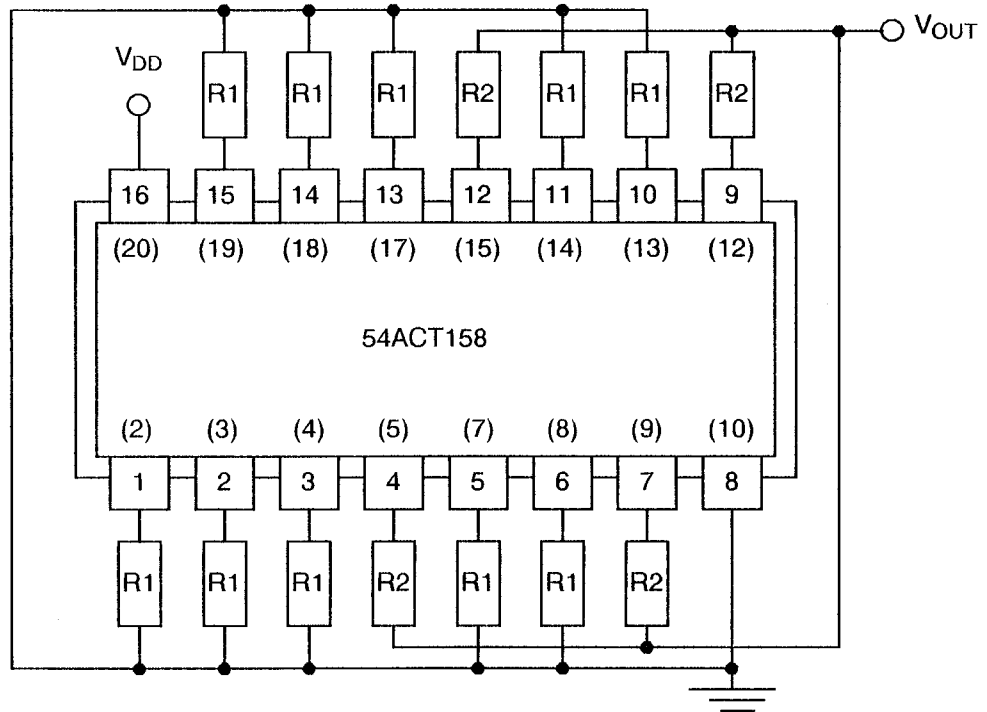 V_OUT
V_DD
R1 R1 R1 R2 R1 R1 R2
16 15 14 13 12 11 10 9
(20) (19) (18) (17) (15) (14) (13) (12)
54ACT158
(2) (3) (4) (5) (7) (8) (9) (10)
1 2 3 4 5 6 7 8
R1 R1 R1 R2 R1 R1 R2